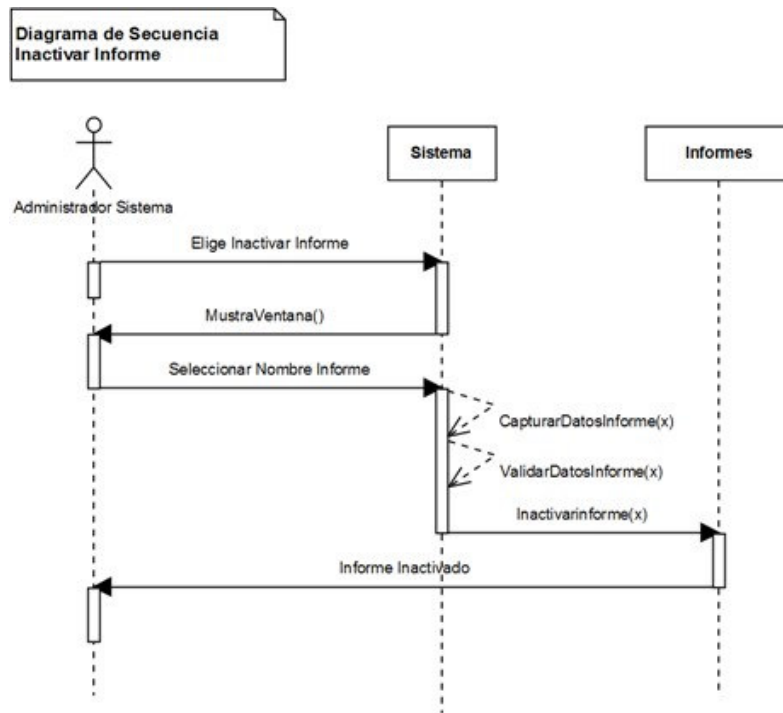 Diagrama de Secuencia
Inactivar Informe
Sistema
Informes
Administrador Sistema
Elige Inactivar Informe
MustraVentana()
Seleccionar Nombre Informe
CapturarDatosInforme(x)
ValidarDatosInforme(x)
Inactivarinforme(x)
Informe Inactivado